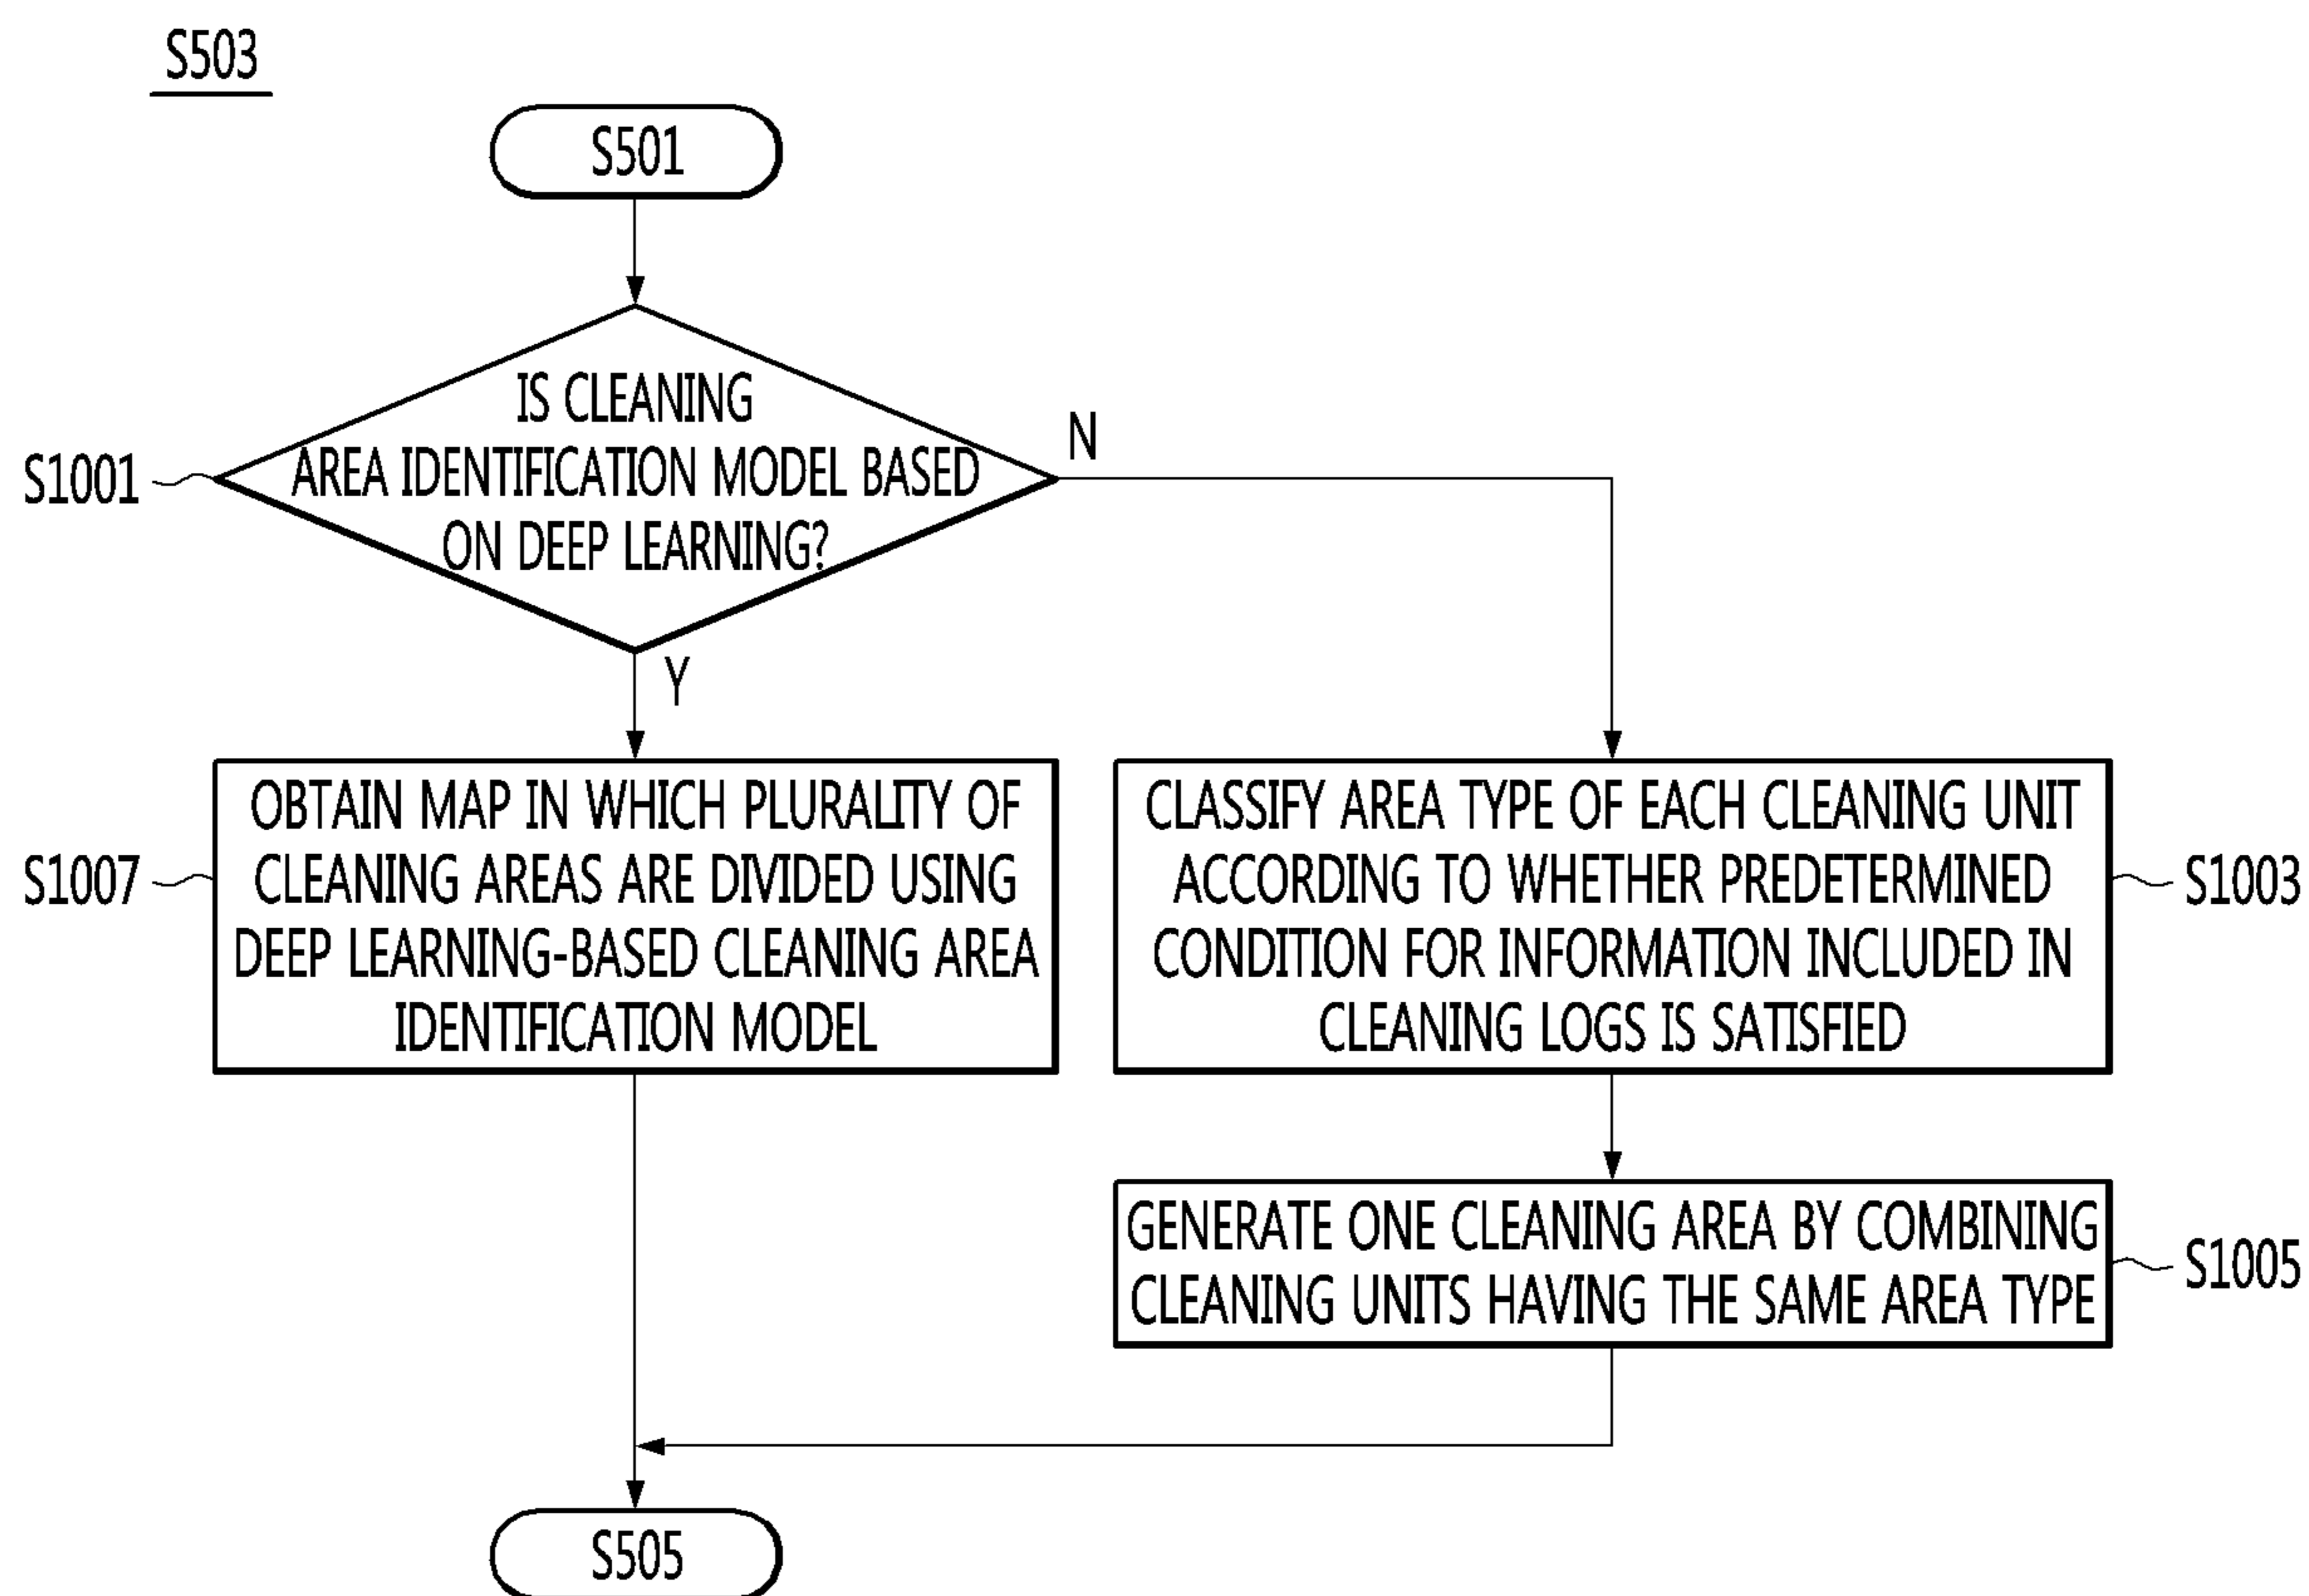 S503
S501
IS CLEANING
AREA IDENTIFICATION MODEL BASED
ON DEEP LEARNING?
S1001
N
Y
OBTAIN MAP IN WHICH PLURALITY OF
CLEANING AREAS ARE DIVIDED USING
DEEP LEARNING-BASED CLEANING AREA
IDENTIFICATION MODEL
S1007
CLASSIFY AREA TYPE OF EACH CLEANING UNIT
ACCORDING TO WHETHER PREDETERMINED
CONDITION FOR INFORMATION INCLUDED IN
CLEANING LOGS IS SATISFIED
S1003
GENERATE ONE CLEANING AREA BY COMBINING
CLEANING UNITS HAVING THE SAME AREA TYPE
S1005
S505